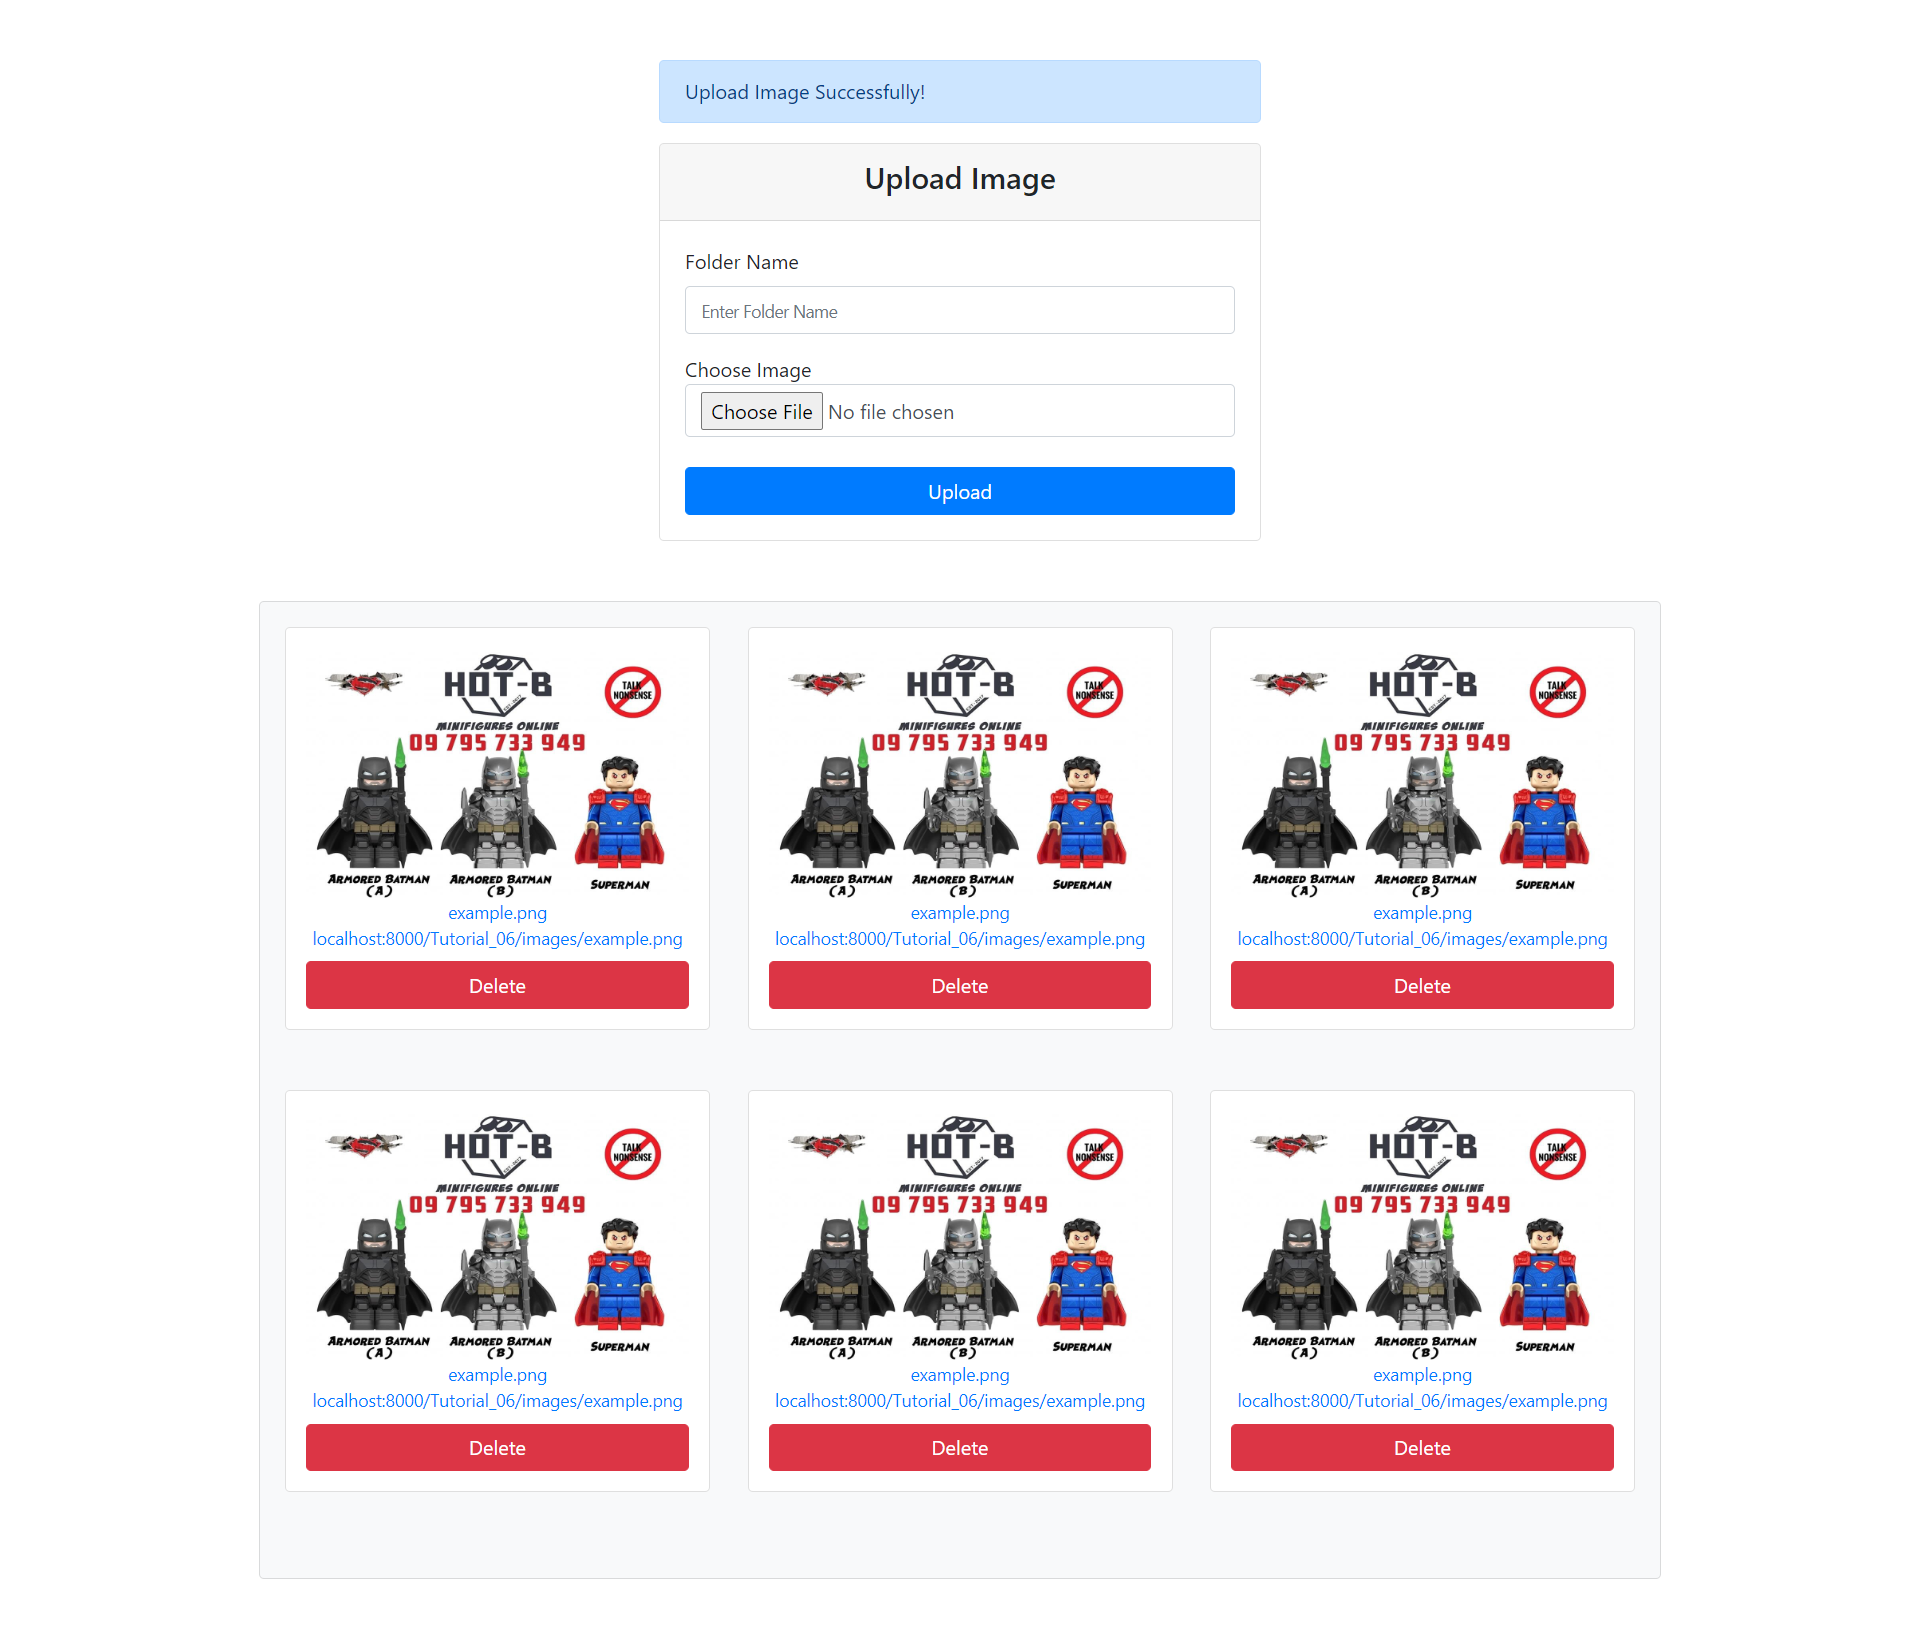 Upload Image Successfully!
Upload Image
Folder Name
Enter Folder Name
Choose Image
Choose File No file chosen
Upload
HOT-B
TALK NONSENSE
MINIFIGURES ONLINE
09 795 733 949
ARMORED BATMAN (A)
ARMORED BATMAN (B)
SUPERMAN
example.png
localhost:8000/Tutorial_06/images/example.png
Delete
HOT-B
TALK NONSENSE
MINIFIGURES ONLINE
09 795 733 949
ARMORED BATMAN (A)
ARMORED BATMAN (B)
SUPERMAN
example.png
localhost:8000/Tutorial_06/images/example.png
Delete
HOT-B
TALK NONSENSE
MINIFIGURES ONLINE
09 795 733 949
ARMORED BATMAN (A)
ARMORED BATMAN (B)
SUPERMAN
example.png
localhost:8000/Tutorial_06/images/example.png
Delete
HOT-B
TALK NONSENSE
MINIFIGURES ONLINE
09 795 733 949
ARMORED BATMAN (A)
ARMORED BATMAN (B)
SUPERMAN
example.png
localhost:8000/Tutorial_06/images/example.png
Delete
HOT-B
TALK NONSENSE
MINIFIGURES ONLINE
09 795 733 949
ARMORED BATMAN (A)
ARMORED BATMAN (B)
SUPERMAN
example.png
localhost:8000/Tutorial_06/images/example.png
Delete
HOT-B
TALK NONSENSE
MINIFIGURES ONLINE
09 795 733 949
ARMORED BATMAN (A)
ARMORED BATMAN (B)
SUPERMAN
example.png
localhost:8000/Tutorial_06/images/example.png
Delete